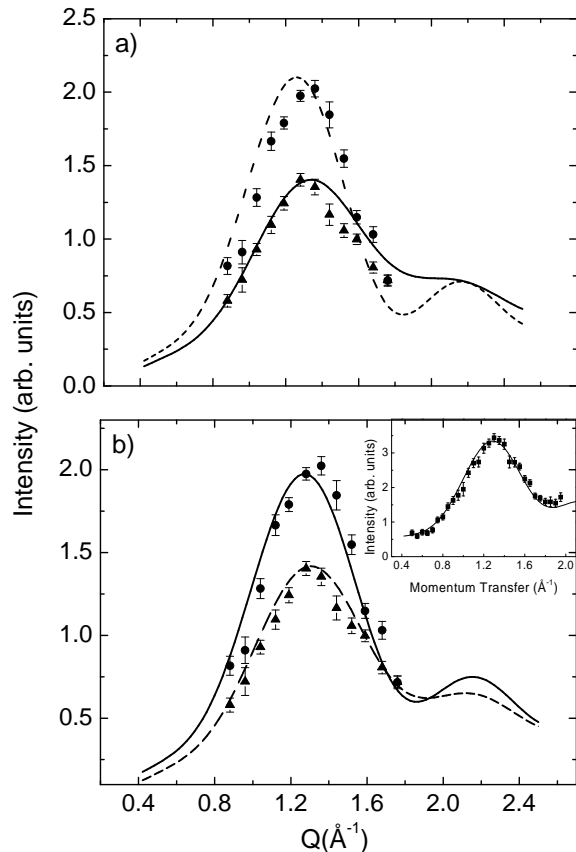 a)
2.5
2.0
1.5
1.0
0.5
0.0
Intensity (arb. units)
b)
2.0
1.5
1.0
0.5
0.4 0.8 1.2 1.6 2.0 2.4
Q(Å⁻¹)
Intensity (arb. units)
4
3
2
1
0
0.4 0.8 1.2 1.6 2.0
Momentum Transfer (Å⁻¹)